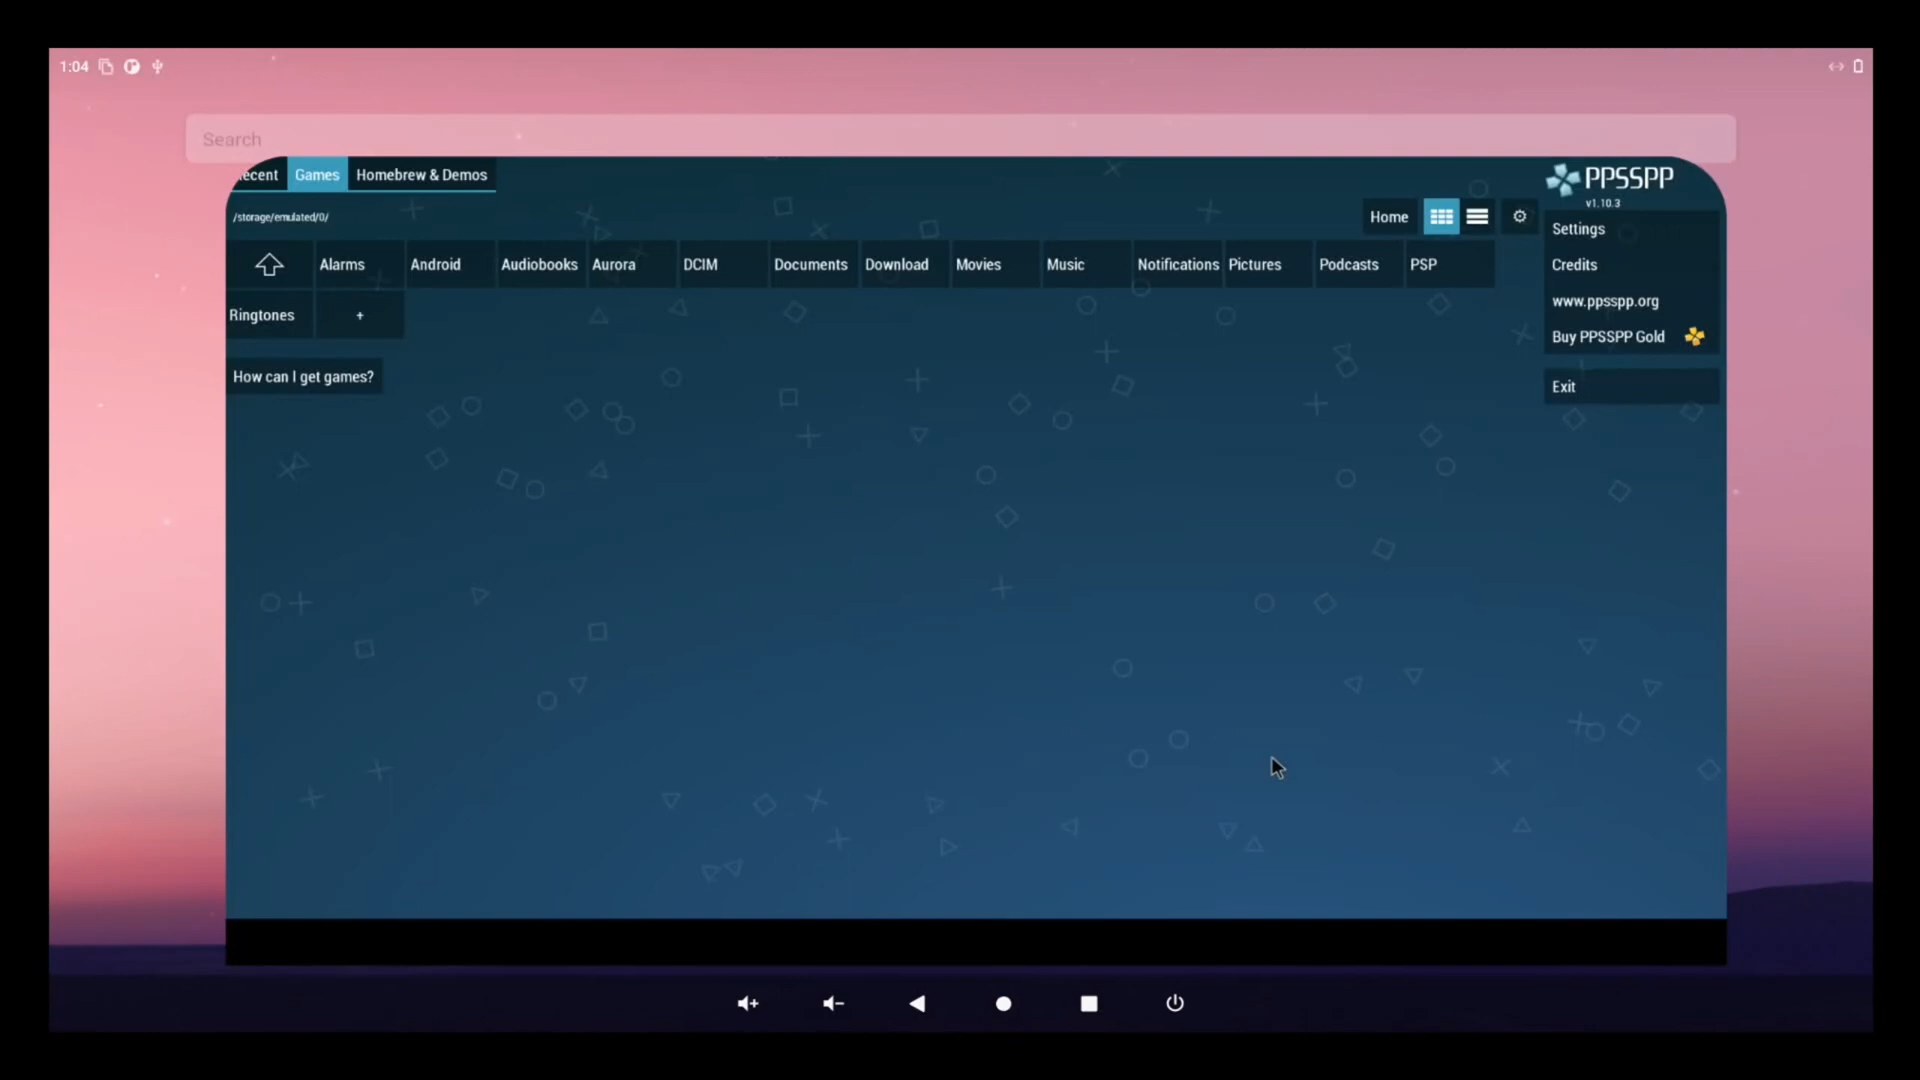 1:04
Search
ecent Games Homebrew & Demos
PPSSPP
v1.10.3
/storage/emulated/0/
Home
Settings
Alarms Android Audiobooks Aurora DCIM Documents Download Movies Music Notifications Pictures Podcasts PSP
Credits
www.ppsspp.org
Ringtones +
Buy PPSSPP Gold
How can I get games?
Exit